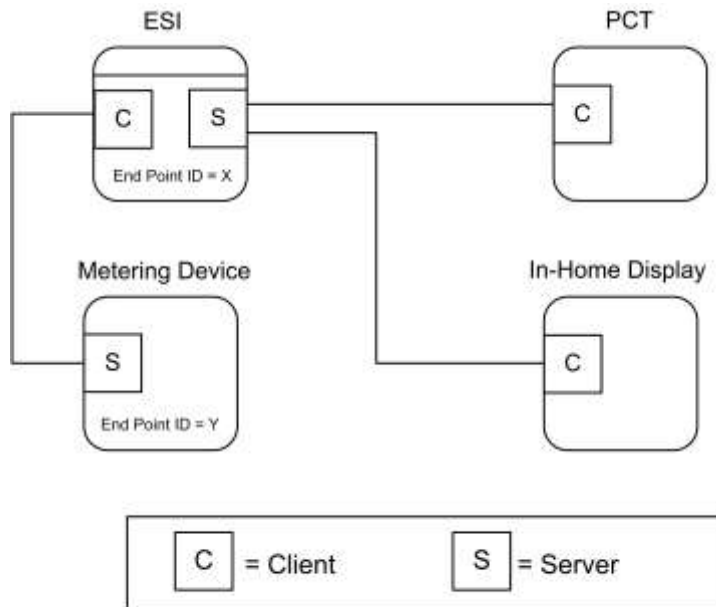 ESI
PCT
C
S
C
End Point ID = X
Metering Device
In-Home Display
S
C
End Point ID = Y
C = Client
S = Server